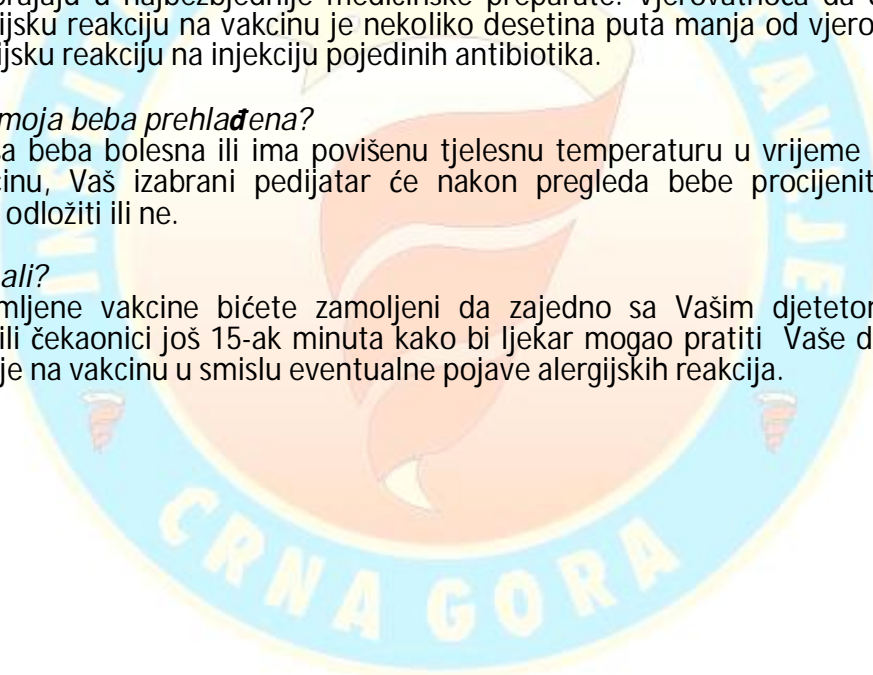 u najbezbjednije medicinske preparate. Vjerovatnoća da
ijsku reakciju na vakcinu je nekoliko desetina puta manja od vjero
ijsku reakciju na injekciju pojedinih antibiotika.
moja beba prehlađena?
a beba bolesna ili ima povišenu tjelesnu temperaturu u vrijeme
cinu, Vaš izabrani pedijatar će nakon pregleda bebe procijenit
odložiti ili ne.
ali?
mljene vakcine bićete zamoljeni da zajedno sa Vašim djeteto
ili čekaonici još 15-ak minuta kako bi ljekar mogao pratiti Vaše d
je na vakcinu u smislu eventualne pojave alergijskih reakcija.
CRNA GORA